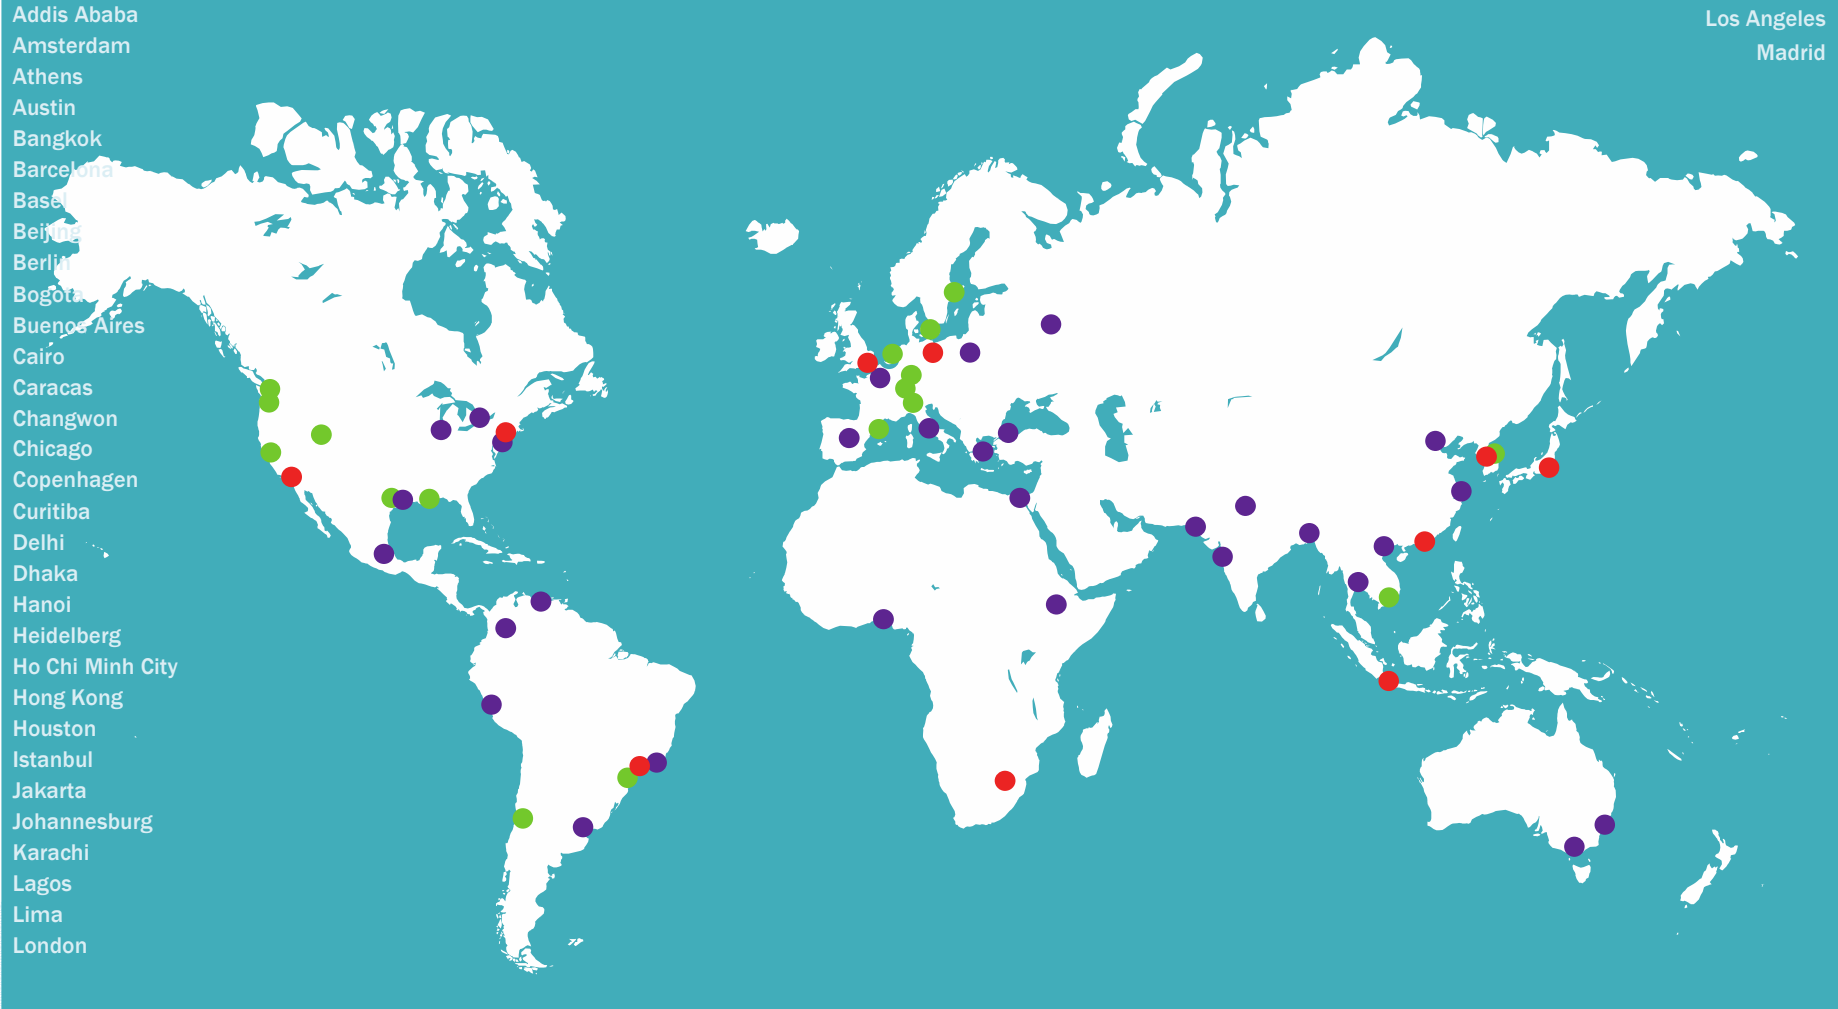 Addis Ababa
Amsterdam
Athens
Austin
Bangkok
Barcelona
Basel
Beijing
Berlin
Bogota
Buenos Aires
Cairo
Caracas
Changwon
Chicago
Copenhagen
Curitiba
Delhi
Dhaka
Hanoi
Heidelberg
Ho Chi Minh City
Hong Kong
Houston
Istanbul
Jakarta
Johannesburg
Karachi
Lagos
Lima
London
Los Angeles
Madrid